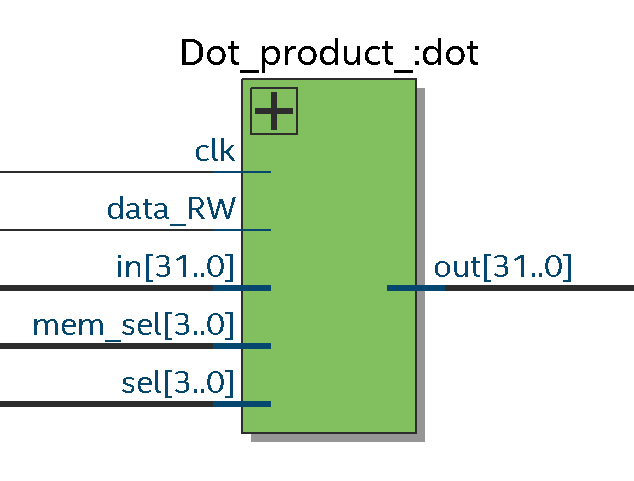 Dot_product_:dot
clk
data_RW
in[31..0]
out[31..0]
mem_sel[3..0]
sel[3..0]